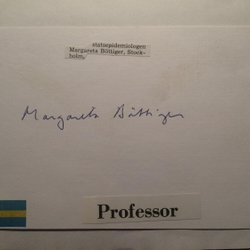 statsepidemiologen
Margareta Böttiger, Stock-
holm,
Margareta Böttiger
Professor